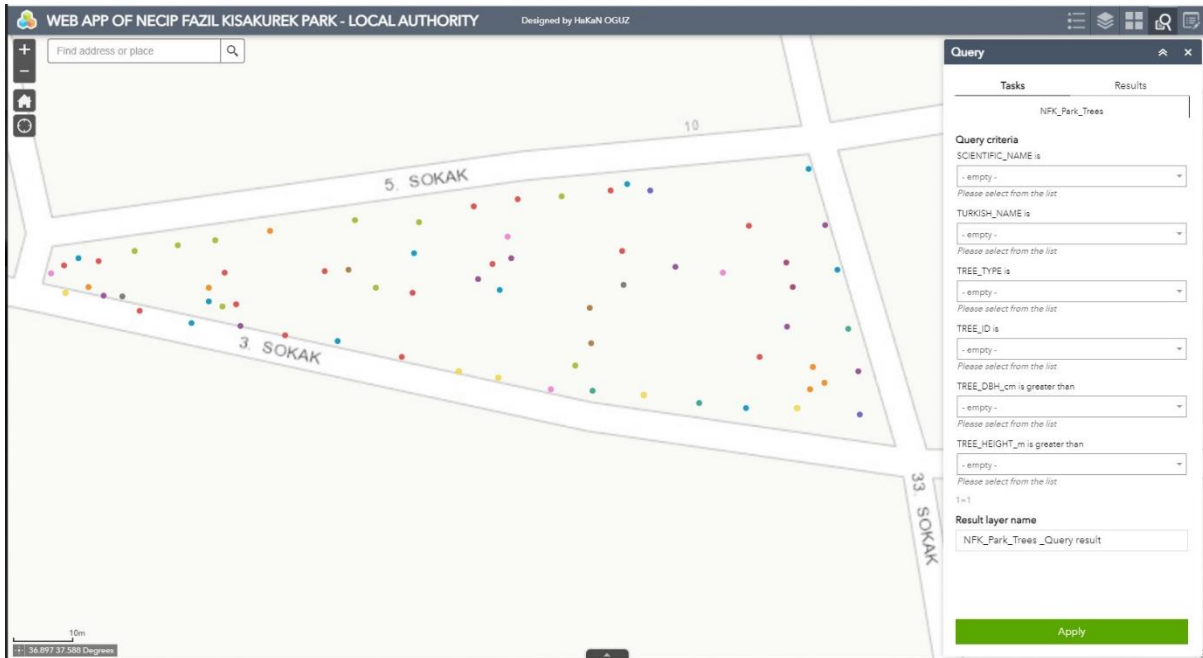 WEB APP OF NECIP FAZIL KISAKUREK PARK - LOCAL AUTHORITY
Designed by HaKaN OGUZ
Find address or place
10
5. SOKAK
3. SOKAK
33. SOKAK
10m
36.897 37.588 Degrees
Query
Tasks
Results
NFK_Park_Trees
Query criteria
SCIENTIFIC_NAME is
- empty -
Please select from the list
TURKISH_NAME is
- empty -
Please select from the list
TREE_TYPE is
- empty -
Please select from the list
TREE_ID is
- empty -
Please select from the list
TREE_DBH_cm is greater than
- empty -
Please select from the list
TREE_HEIGHT_m is greater than
- empty -
Please select from the list
1=1
Result layer name
NFK_Park_Trees _Query result
Apply